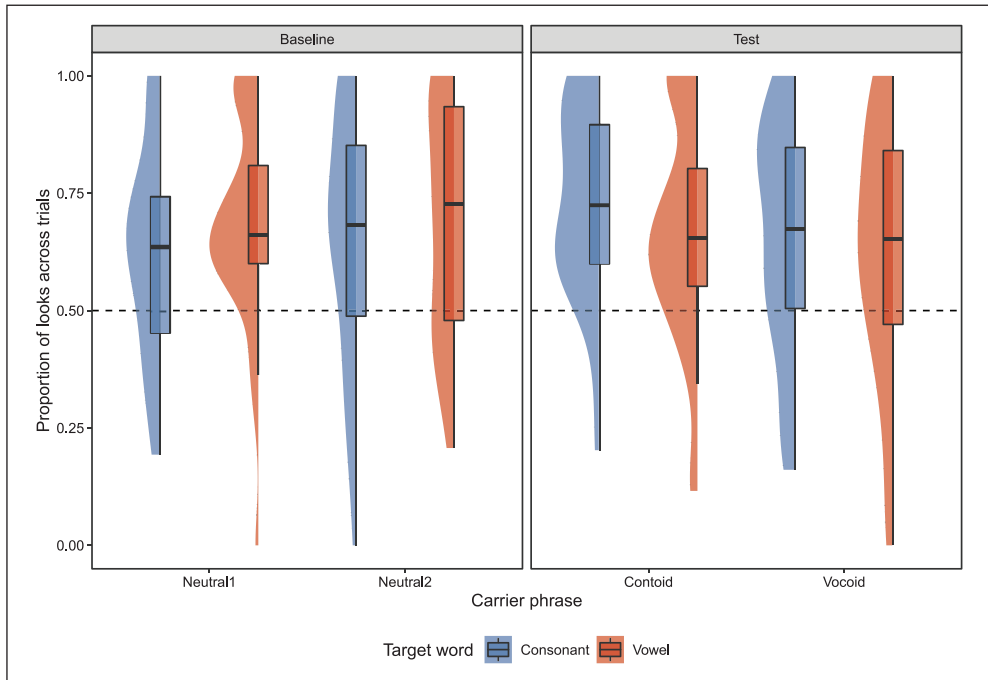 Baseline
Test
Proportion of looks across trials
1.00
0.75
0.50
0.25
0.00
Neutral1
Neutral2
Contoid
Vocoid
Carrier phrase
Target word
Consonant
Vowel